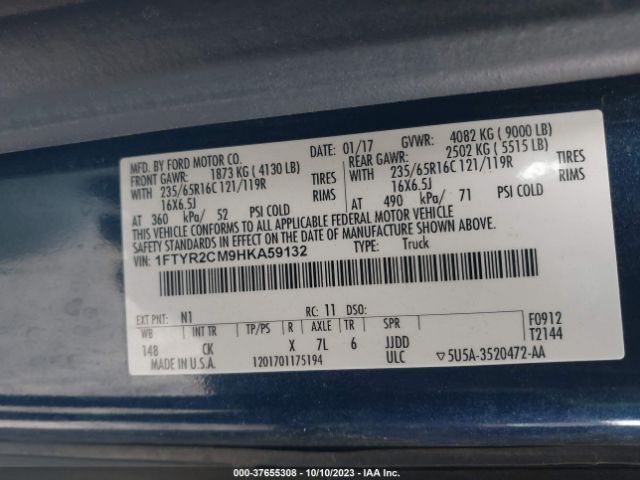 MFD. BY FORD MOTOR CO.
DATE: 01/17 GVWR: 4082 KG ( 9000 LB)
FRONT GAWR: 1873 KG ( 4130 LB)
REAR GAWR: 2502 KG ( 5515 LB)
WITH 235/65R16C 121/119R TIRES
WITH 235/65R16C 121/119R TIRES
16X6.5J RIMS
16X6.5J RIMS
AT 360 kPa/ 52 PSI COLD
AT 490 kPa/ 71 PSI COLD
THIS VEHICLE CONFORMS TO ALL APPLICABLE FEDERAL MOTOR VEHICLE
SAFETY STANDARDS IN EFFECT ON THE DATE OF MANUFACTURE SHOWN ABOVE.
VIN: 1FTYR2CM9HKA59132
TYPE: Truck
EXT PNT: N1 RC: 11 DSO:
WB INT TR TP/PS R AXLE TR SPR
148 CK X 7L 6 JJDD
F0912
T2144
MADE IN U.S.A. 1201701175194 ULC ▽5U5A-3520472-AA
000-37655308 • 10/10/2023 • IAA Inc.